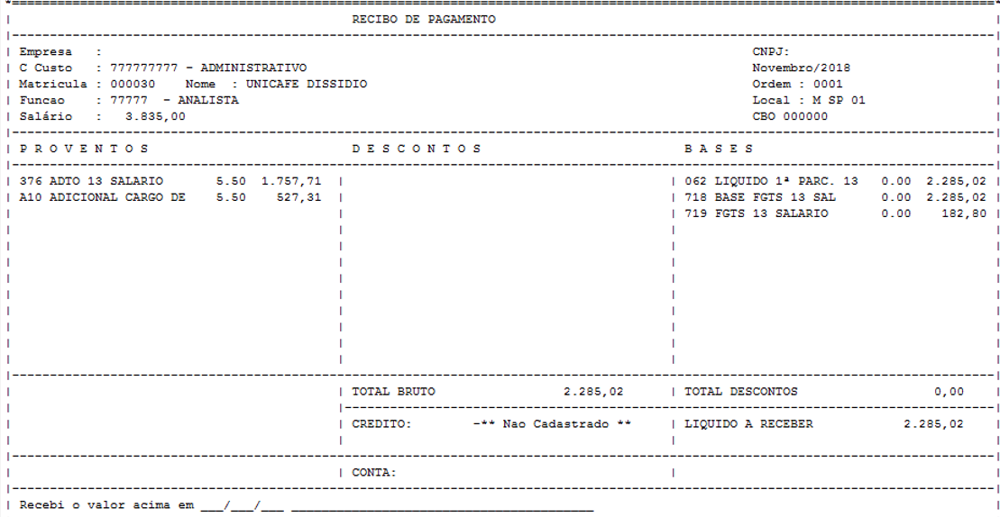 RECIBO DE PAGAMENTO
Empresa : CNPJ:
C Custo : 777777777 - ADMINISTRATIVO Novembro/2018
Matricula : 000030 Nome : UNICAFE DISSIDIO Ordem : 0001
Funcao : 77777 - ANALISTA Local : M SP 01
Salário : 3.835,00 CBO 000000
P R O V E N T O S D E S C O N T O S B A S E S
376 ADTO 13 SALARIO 5.50 1.757,71 062 LIQUIDO 1ª PARC. 13 0.00 2.285,02
A10 ADICIONAL CARGO DE 5.50 527,31 718 BASE FGTS 13 SAL 0.00 2.285,02
719 FGTS 13 SALARIO 0.00 182,80
TOTAL BRUTO 2.285,02 TOTAL DESCONTOS 0,00
CREDITO: -** Nao Cadastrado ** LIQUIDO A RECEBER 2.285,02
CONTA:
Recebi o valor acima em ___/___/___ ________________________________________